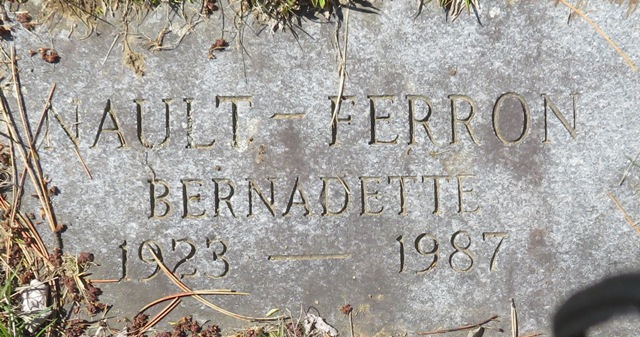 NAULT - FERRON
BERNADETTE
1923 — 1987